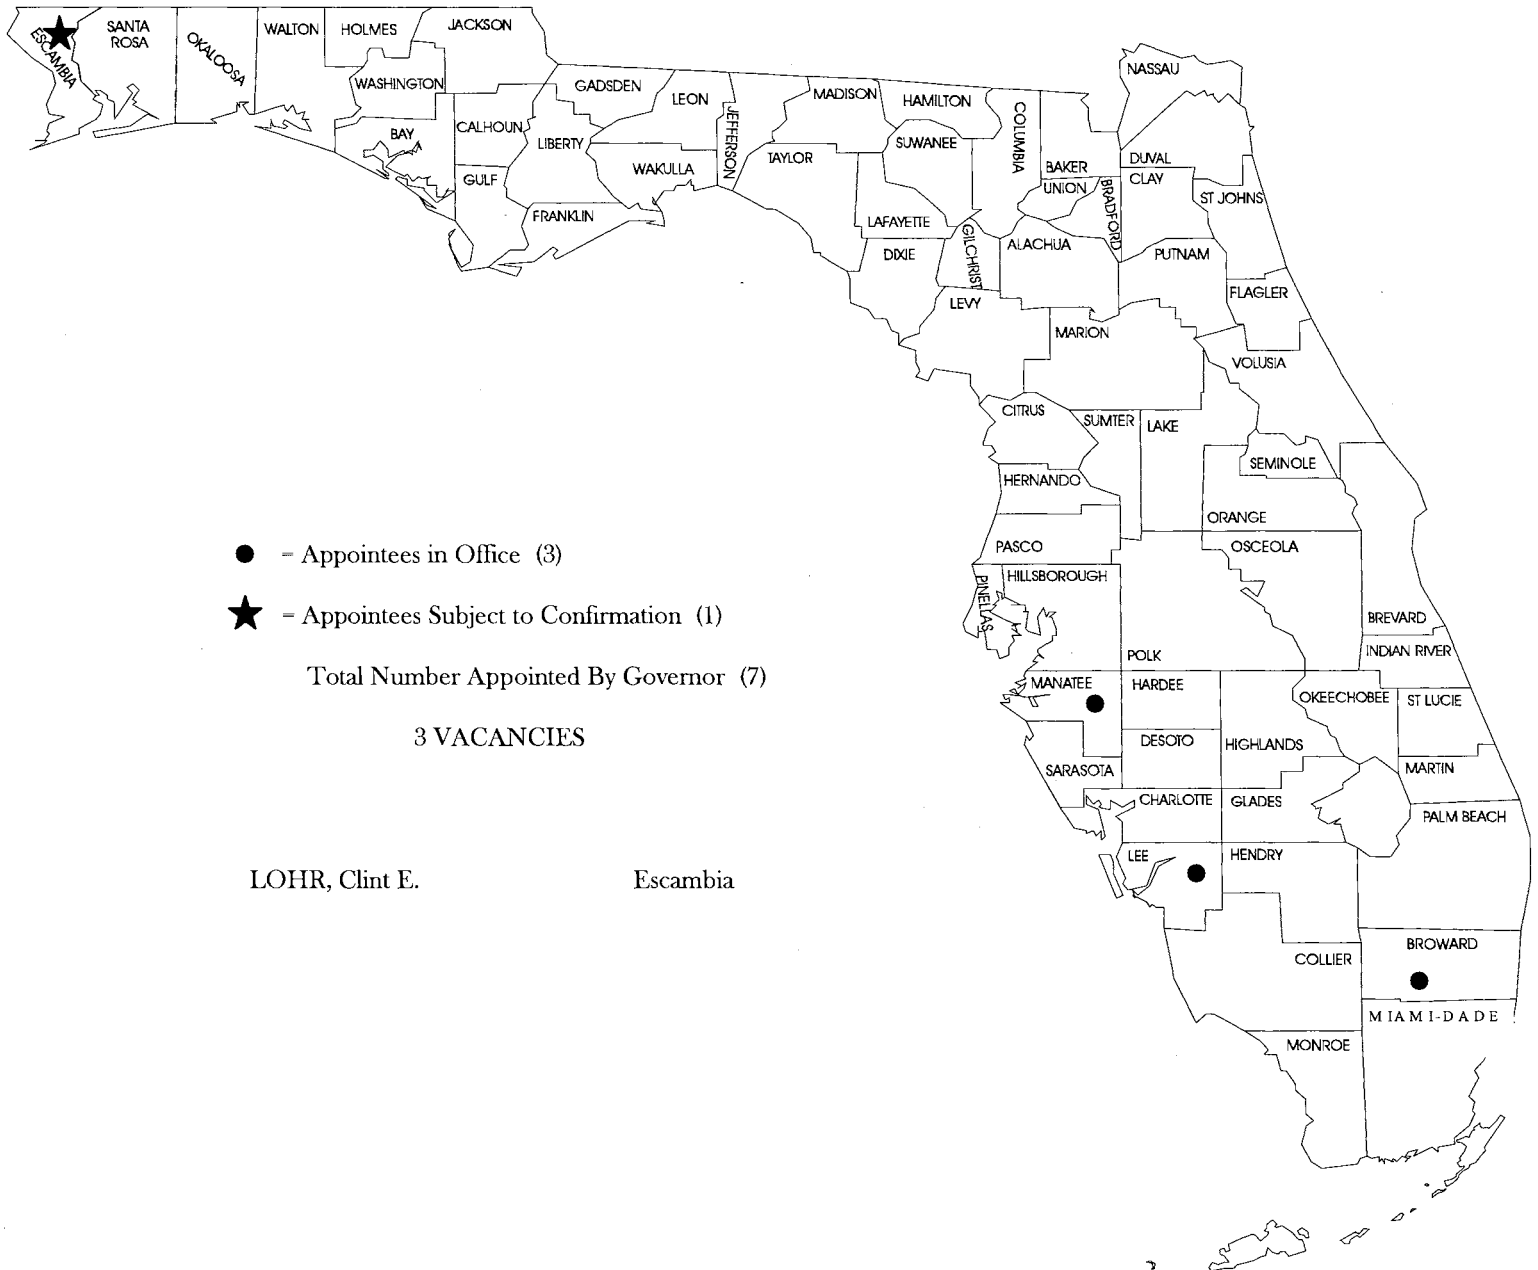 ESCAMBIA
SANTA
ROSA
OKALOOSA
WALTON
HOLMES
JACKSON
WASHINGTON
BAY
CALHOUN
GULF
GADSDEN
LIBERTY
FRANKLIN
LEON
WAKULLA
JEFFERSON
MADISON
TAYLOR
HAMILTON
SUWANEE
LAFAYETTE
DIXIE
COLUMBIA
GILCHRIST
BAKER
UNION
BRADFORD
ALACHUA
LEVY
NASSAU
DUVAL
CLAY
ST JOHNS
PUTNAM
FLAGLER
MARION
VOLUSIA
CITRUS
SUMTER
LAKE
SEMINOLE
HERNANDO
ORANGE
PASCO
OSCEOLA
PINELLAS
HILLSBOROUGH
BREVARD
POLK
INDIAN RIVER
MANATEE
HARDEE
OKEECHOBEE
ST LUCIE
DESOTO
HIGHLANDS
SARASOTA
MARTIN
CHARLOTTE
GLADES
PALM BEACH
LEE
HENDRY
COLLIER
BROWARD
MIAMI-DADE
MONROE
= Appointees in Office (3)
= Appointees Subject to Confirmation (1)
Total Number Appointed By Governor (7)
3 VACANCIES
LOHR, Clint E. Escambia